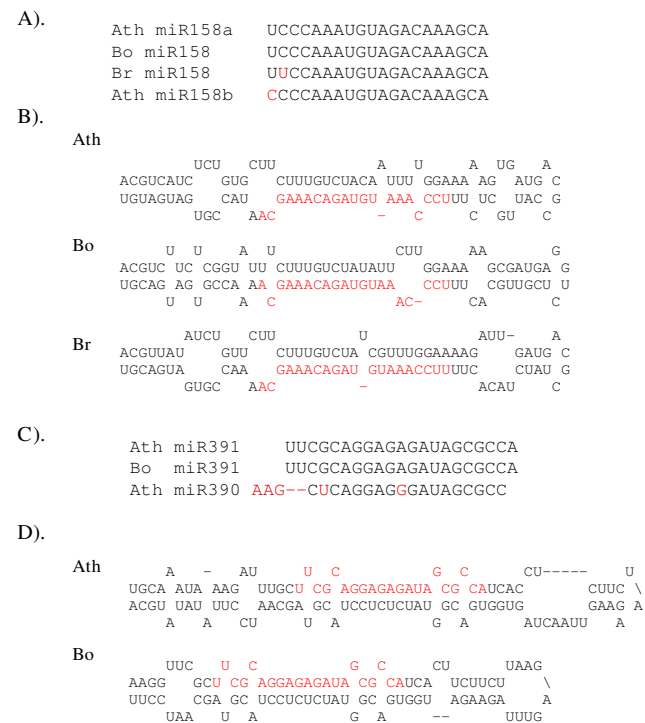 A).
Ath miR158a UCCCAAAUGUAGACAAAGCA
Bo miR158 UCCCAAAUGUAGACAAAGCA
Br miR158 UUCCAAAUGUAGACAAAGCA
Ath miR158b CCCCAAAUGUAGACAAAGCA
B).
Ath
UCU CUU A U A UG A
ACGUCAUC GUG CUUUGUCUACA UUU GGAAA AG AUG C
UGUAGUAG CAU GAAACAGAUGU AAA CCUUU UC UAC G
UGC AAC - C C GU C
Bo
U U A U CUU AA G
ACGUC UC CGGU UU CUUUGUCUAUAUU GGAAA GCGAUGA G
UGCAG AG GCCA AA GAAACAGAUGUAA CCUUU CGUUGCU U
U U A C AC- CA C
Br
AUCU CUU U AUU- A
ACGUUAU GUU CUUUGUCUA CGUUUGGAAAAG GAUG C
UGCAGUA CAA GAAACAGAU GUAAACCUUUUC CUAU G
GUGC AAC - ACAU C
C).
Ath miR391 UUCGCAGGAGAGAUAGCGCCA
Bo miR391 UUCGCAGGAGAGAUAGCGCCA
Ath miR390 AAG--CUCAGGAGGGAUAGCGCC
D).
Ath
A - AU U C G C CU----- U
UGCA AUA AAG UUGCU CG AGGAGAGAUA CG CAUCAC CUUC \
ACGU UAU UUC AACGA GC UCCUCUCUAU GC GUGGUG GAAG A
A A CU U A G A AUCAAUU A
Bo
UUC U C G C CU UAAG
AAGG GCU CG AGGAGAGAUA CG CAUCA UCUUCU \
UUCC CGA GC UCCUCUCUAU GC GUGGU AGAAGA A
UAA U A G A -- UUUG